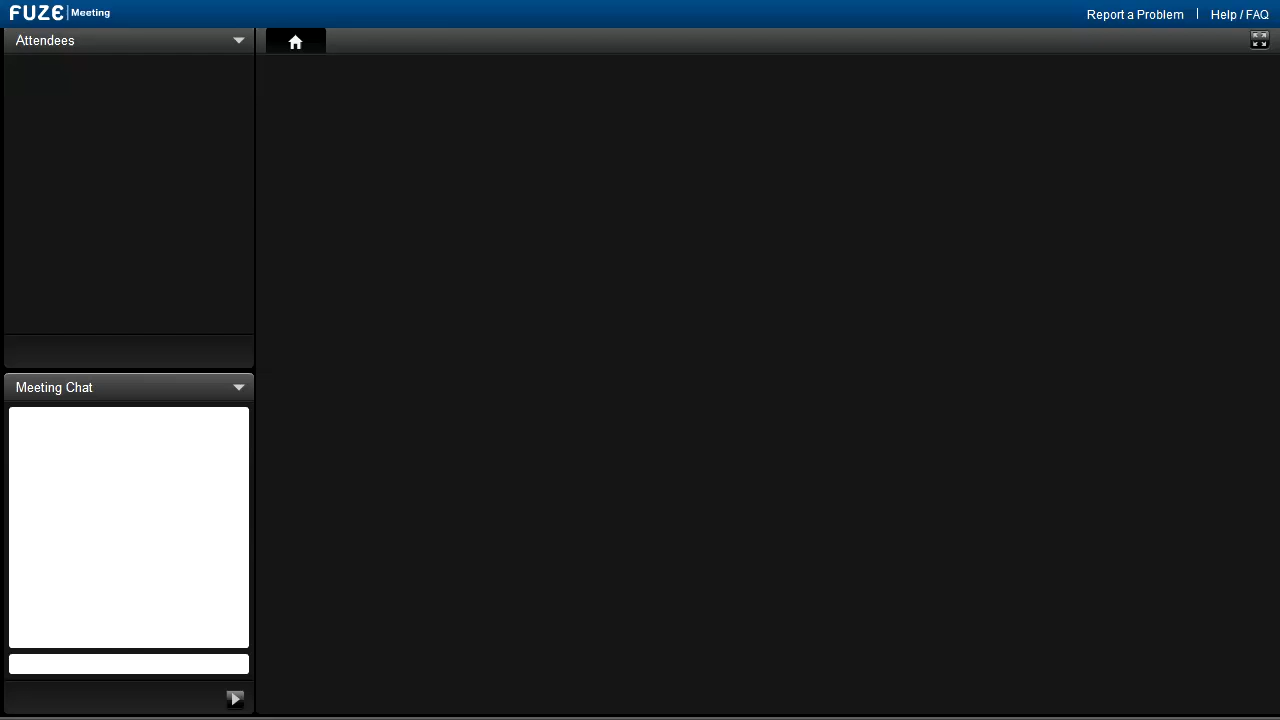 FUZE Meeting
Report a Problem
Help / FAQ
Attendees
Meeting Chat